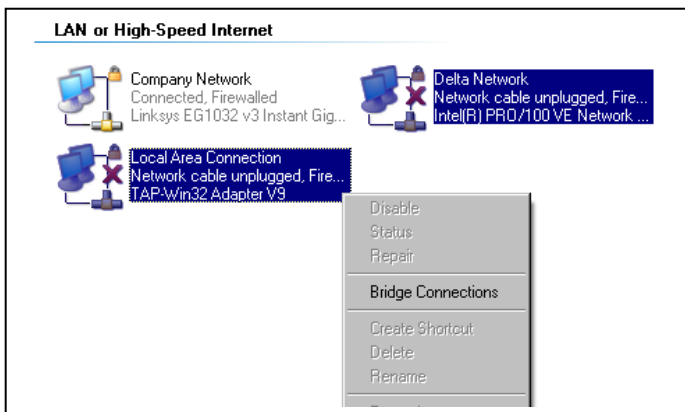 LAN or High-Speed Internet
Company Network
Connected, Firewalled
Linksys EG1032 v3 Instant Gig...
Delta Network
Network cable unplugged, Fire...
Intel(R) PRO/100 VE Network ...
Local Area Connection
Network cable unplugged, Fire...
TAP-Win32 Adapter V9
Disable
Status
Repair
Bridge Connections
Create Shortcut
Delete
Rename